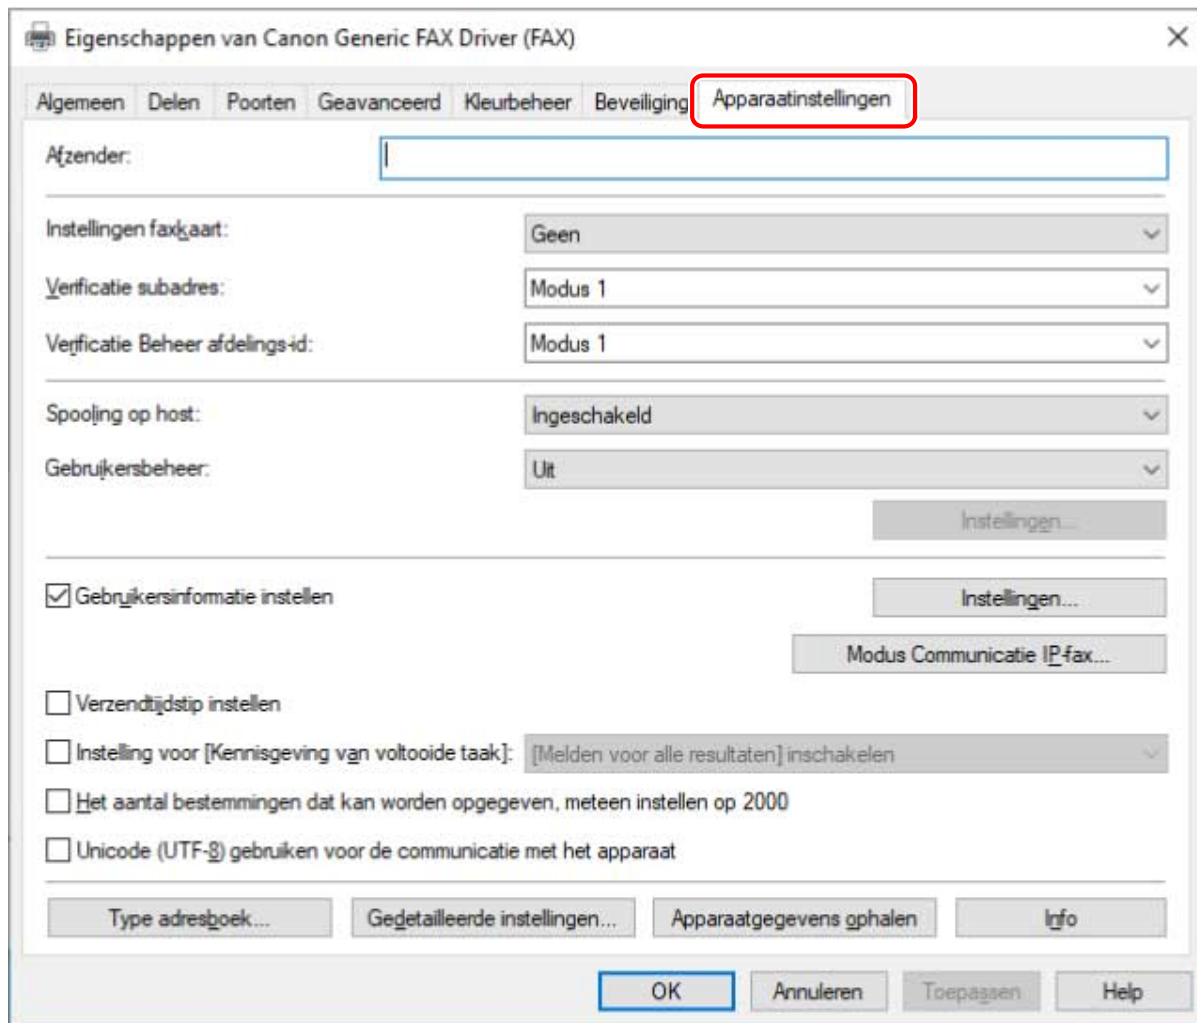 Eigenschappen van Canon Generic FAX Driver (FAX)
Algemeen Delen Poorten Geavanceerd Kleurbeheer Beveiliging Apparaatinstellingen
Afzender:
Instellingen faxkaart: Geen
Verificatie subadres: Modus 1
Verificatie Beheer afdelings-id: Modus 1
Spooling op host: Ingeschakeld
Gebruikersbeheer: Uit
Instellingen...
Gebruikersinformatie instellen Instellingen...
Modus Communicatie IP-fax...
Verzendtijdstip instellen
Instelling voor [Kennisgeving van voltooide taak]: [Melden voor alle resultaten] inschakelen
Het aantal bestemmingen dat kan worden opgegeven, meteen instellen op 2000
Unicode (UTF-8) gebruiken voor de communicatie met het apparaat
Type adresboek... Gedetailleerde instellingen... Apparaatgegevens ophalen Info
OK Annuleren Toepassen Help